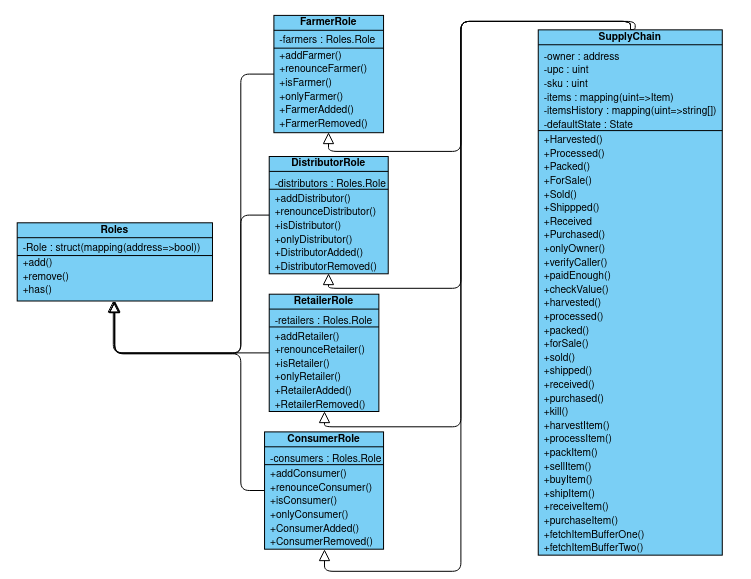 FarmerRole
-farmers : Roles.Role
+addFarmer()
+renounceFarmer()
+isFarmer()
+onlyFarmer()
+FarmerAdded()
+FarmerRemoved()
DistributorRole
-distributors : Roles.Role
+addDistributor()
+renounceDistributor()
+isDistributor()
+onlyDistributor()
+DistributorAdded()
+DistributorRemoved()
Roles
-Role : struct(mapping(address=>bool))
+add()
+remove()
+has()
RetailerRole
-retailers : Roles.Role
+addRetailer()
+renounceRetailer()
+isRetailer()
+onlyRetailer()
+RetailerAdded()
+RetailerRemoved()
ConsumerRole
-consumers : Roles.Role
+addConsumer()
+renounceConsumer()
+isConsumer()
+onlyConsumer()
+ConsumerAdded()
+ConsumerRemoved()
SupplyChain
-owner : address
-upc : uint
-sku : uint
-items : mapping(uint=>Item)
-itemsHistory : mapping(uint=>string[])
-defaultState : State
+Harvested()
+Processed()
+Packed()
+ForSale()
+Sold()
+Shippped()
+Received
+Purchased()
+onlyOwner()
+verifyCaller()
+paidEnough()
+checkValue()
+harvested()
+processed()
+packed()
+forSale()
+sold()
+shipped()
+received()
+purchased()
+kill()
+harvestItem()
+processItem()
+packItem()
+sellItem()
+buyItem()
+shipItem()
+receiveItem()
+purchaseItem()
+fetchItemBufferOne()
+fetchItemBufferTwo()